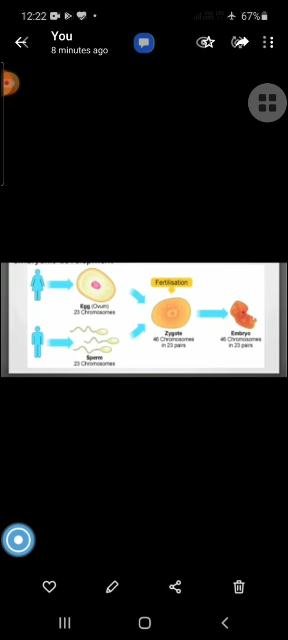 12:22
67%
You
8 minutes ago
Fertilisation
Egg (Ovum)
23 Chromosomes
Zygote
46 Chromosomes
in 23 pairs
Embryo
46 Chromosomes
in 23 pairs
Sperm
23 Chromosomes